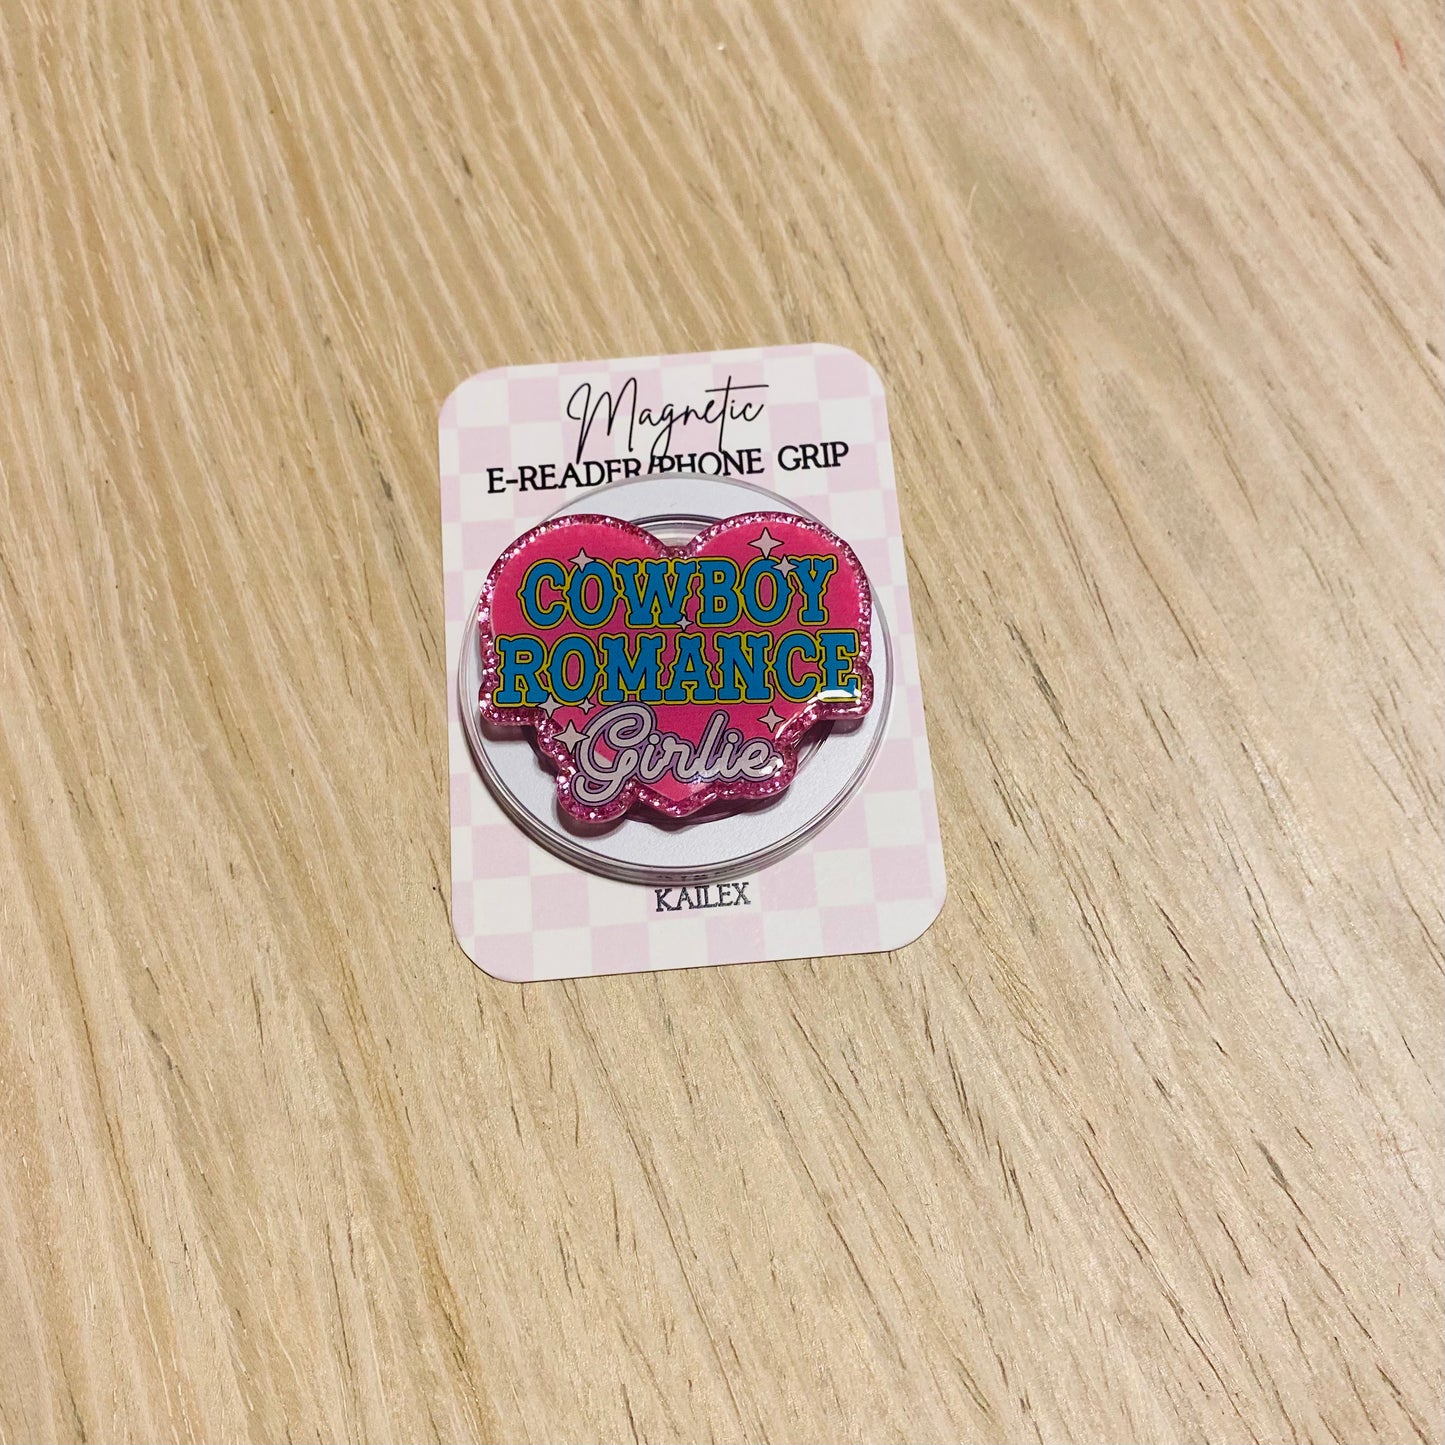 Magnetic
E-READER/PHONE GRIP
COWBOY
ROMANCE
Girlie
KAILEX